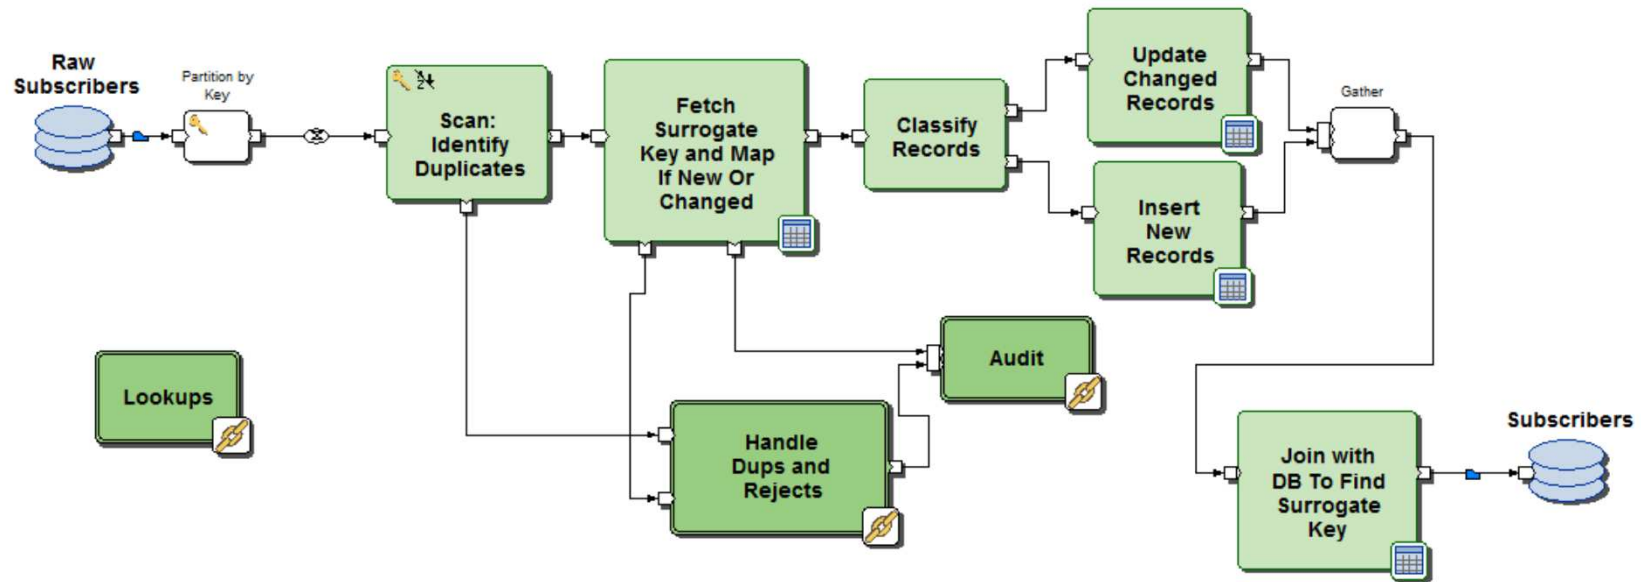 Raw
Subscribers
Partition by
Key
Scan:
Identify
Duplicates
Fetch
Surrogate
Key and Map
If New Or
Changed
Classify
Records
Update
Changed
Records
Insert
New
Records
Gather
Lookups
Handle
Dups and
Rejects
Audit
Join with
DB To Find
Surrogate
Key
Subscribers